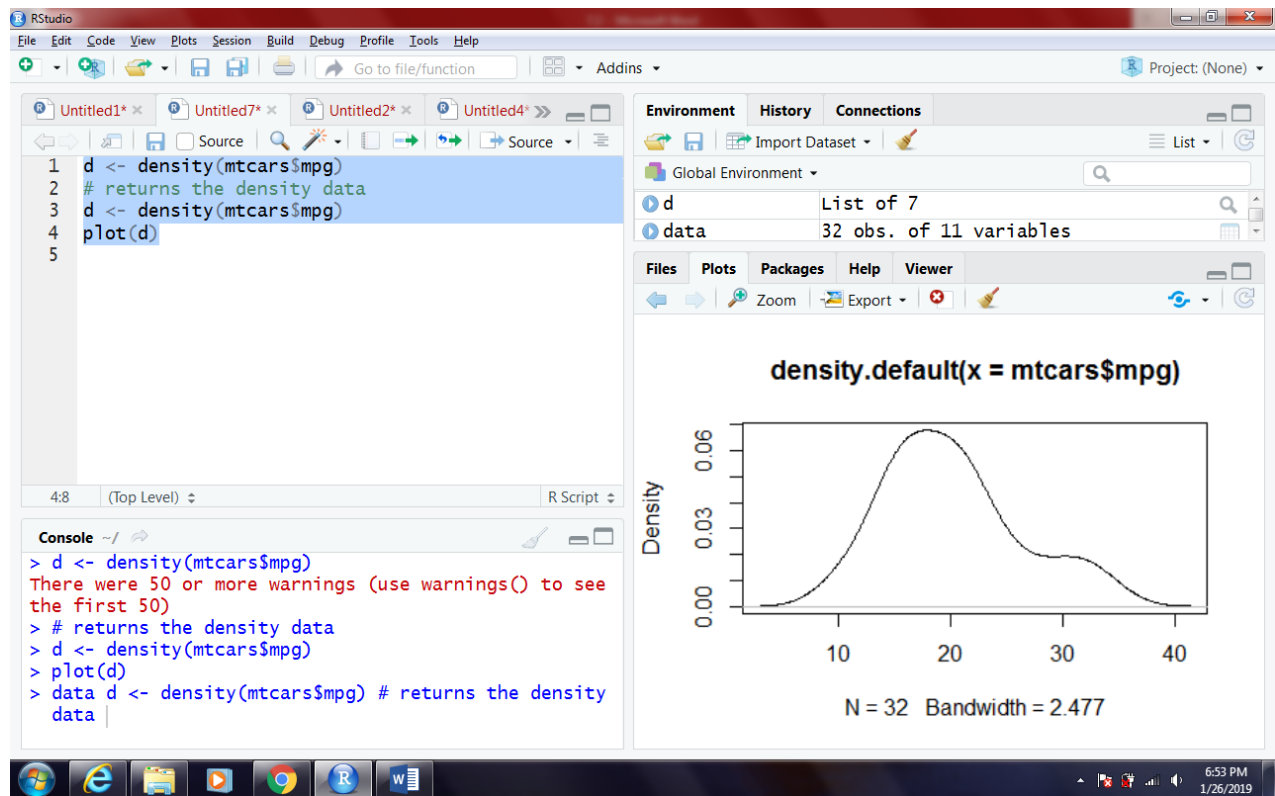 RStudio
File Edit Code View Plots Session Build Debug Profile Tools Help
Go to file/function Addins Project: (None)
Untitled1* Untitled7* Untitled2* Untitled4*
Source Source
1 d <- density(mtcars$mpg)
2 # returns the density data
3 d <- density(mtcars$mpg)
4 plot(d)
5
4:8 (Top Level) R Script
Console ~/
> d <- density(mtcars$mpg)
There were 50 or more warnings (use warnings() to see
the first 50)
> # returns the density data
> d <- density(mtcars$mpg)
> plot(d)
> data d <- density(mtcars$mpg) # returns the density
data
Environment History Connections
Import Dataset List
Global Environment
d List of 7
data 32 obs. of 11 variables
Files Plots Packages Help Viewer
Zoom Export
density.default(x = mtcars$mpg)
Density
0.00 0.03 0.06
10 20 30 40
N = 32 Bandwidth = 2.477
6:53 PM
1/26/2019